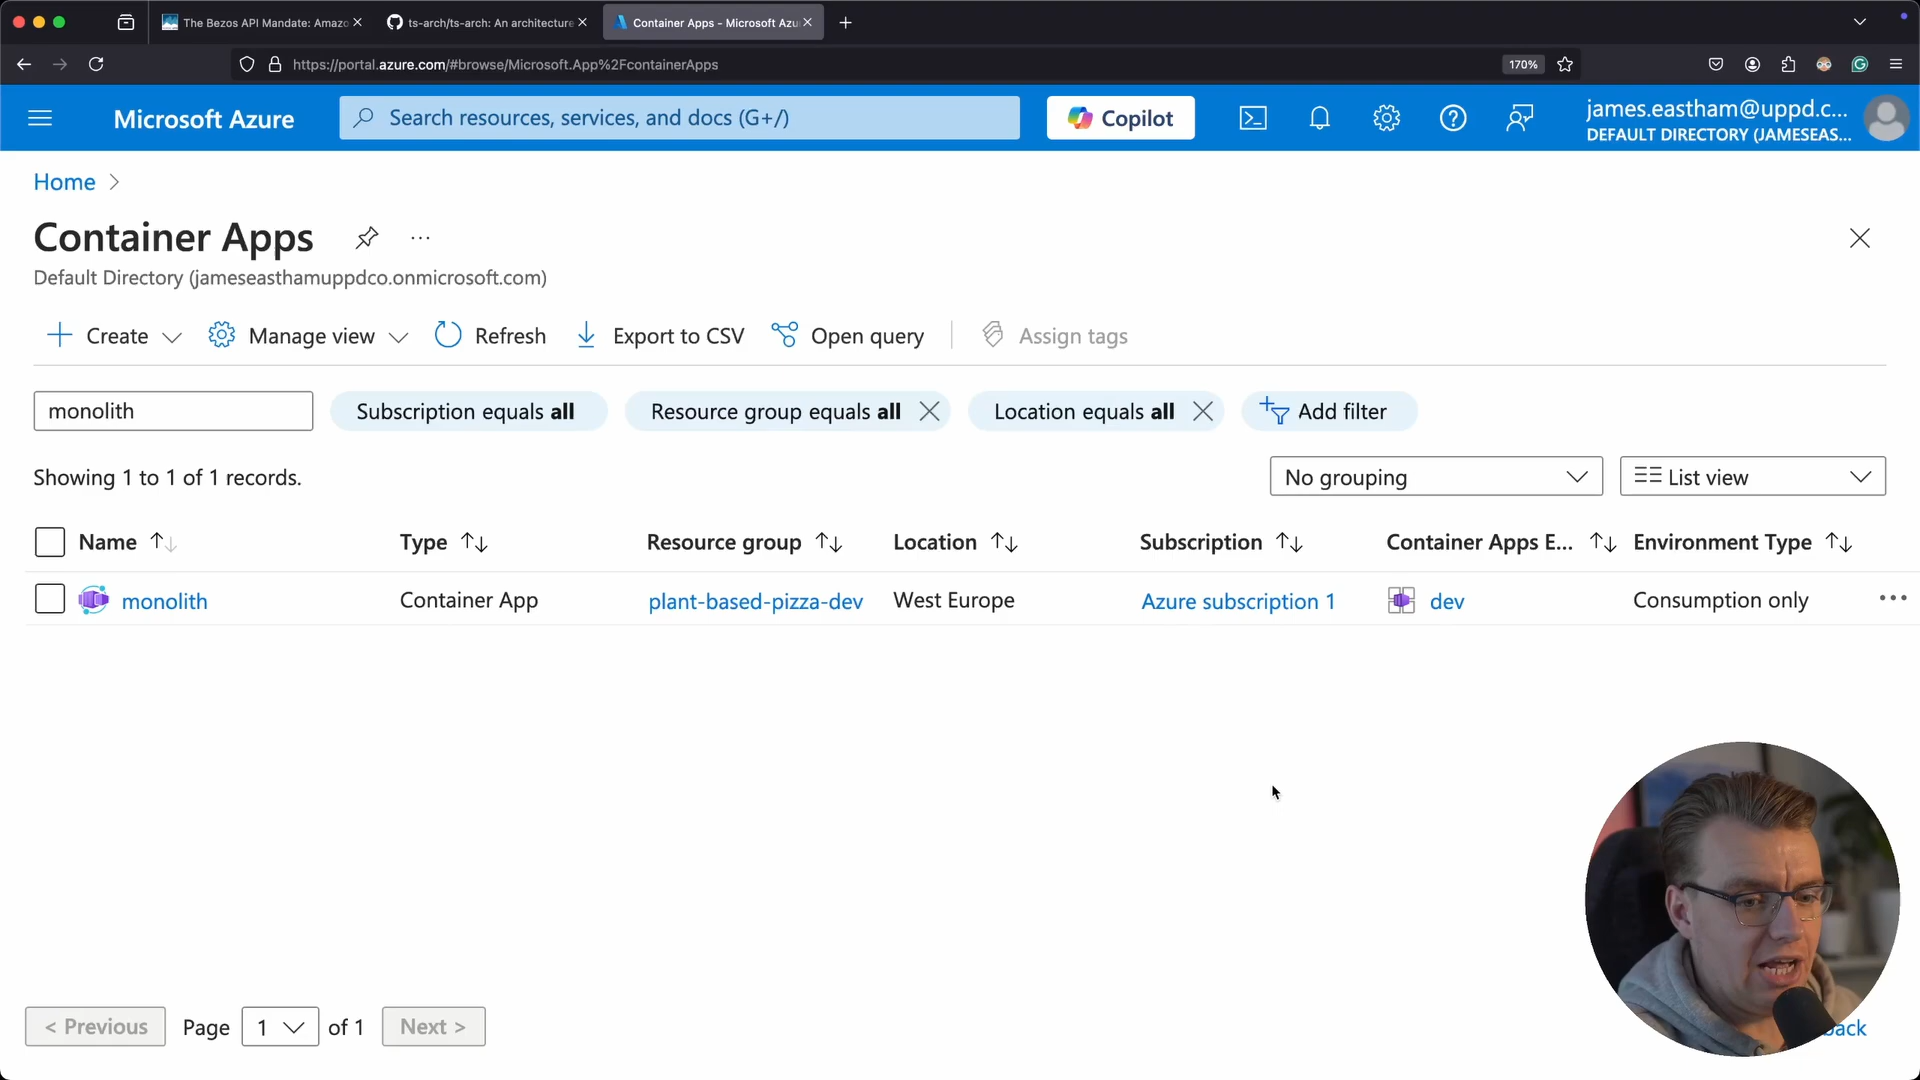 The Bezos API Mandate: Amazo
ts-arch/ts-arch: An architecture
Container Apps - Microsoft Azu
https://portal.azure.com/#browse/Microsoft.App%2FcontainerApps
170%
Microsoft Azure
Search resources, services, and docs (G+/)
Copilot
james.eastham@uppd.c...
DEFAULT DIRECTORY (JAMESEAS...
Home
Container Apps
Default Directory (jameseasthamuppdco.onmicrosoft.com)
Create
Manage view
Refresh
Export to CSV
Open query
Assign tags
monolith
Subscription equals all
Resource group equals all
Location equals all
Add filter
Showing 1 to 1 of 1 records.
No grouping
List view
Name
Type
Resource group
Location
Subscription
Container Apps E...
Environment Type
monolith
Container App
plant-based-pizza-dev
West Europe
Azure subscription 1
dev
Consumption only
< Previous
Page
1
of 1
Next >
back